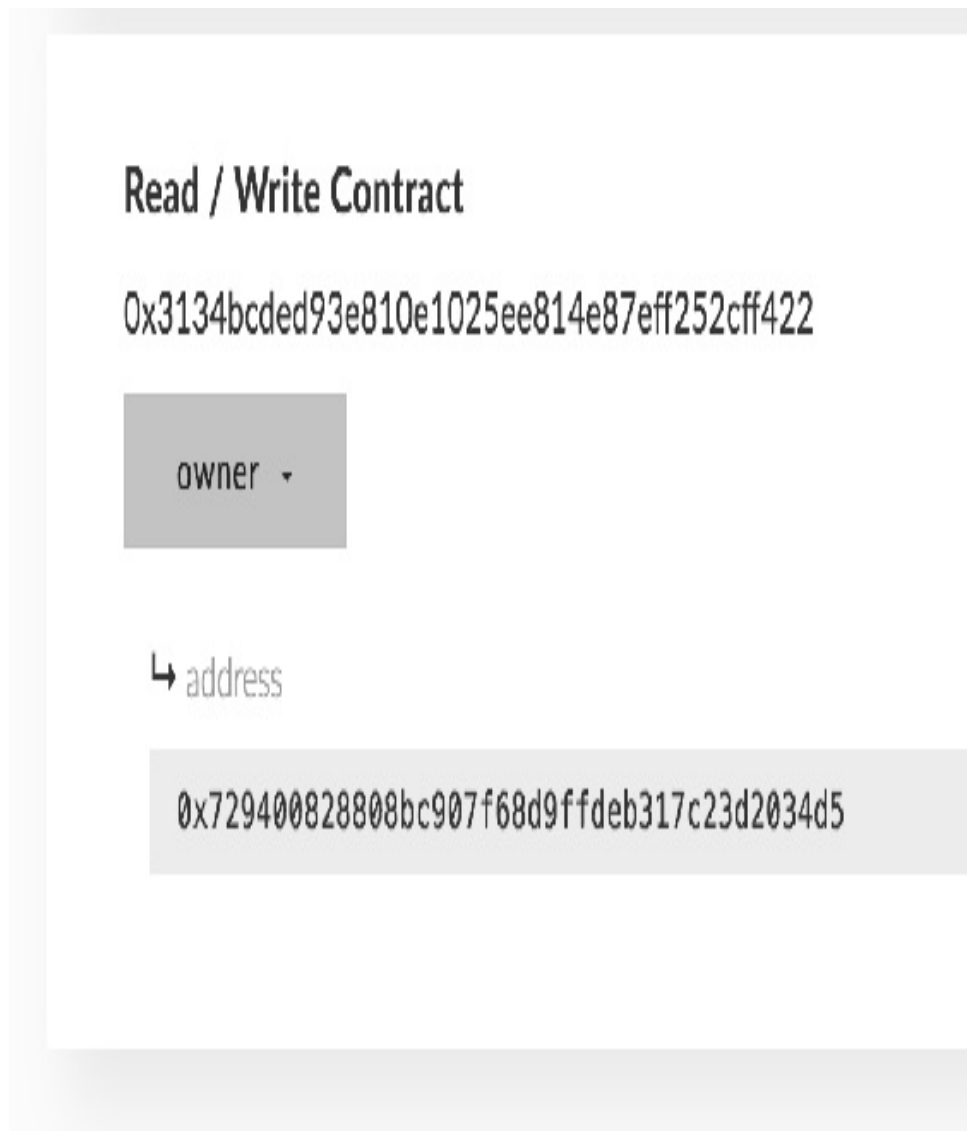 Read / Write Contract
0x3134bcded93e810e1025ee814e87eff252cff422
owner
address
0x729400828808bc907f68d9ffdeb317c23d2034d5